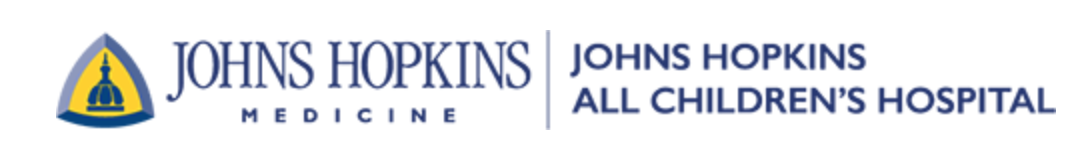 JOHNS HOPKINS
MEDICINE
JOHNS HOPKINS
ALL CHILDREN'S HOSPITAL